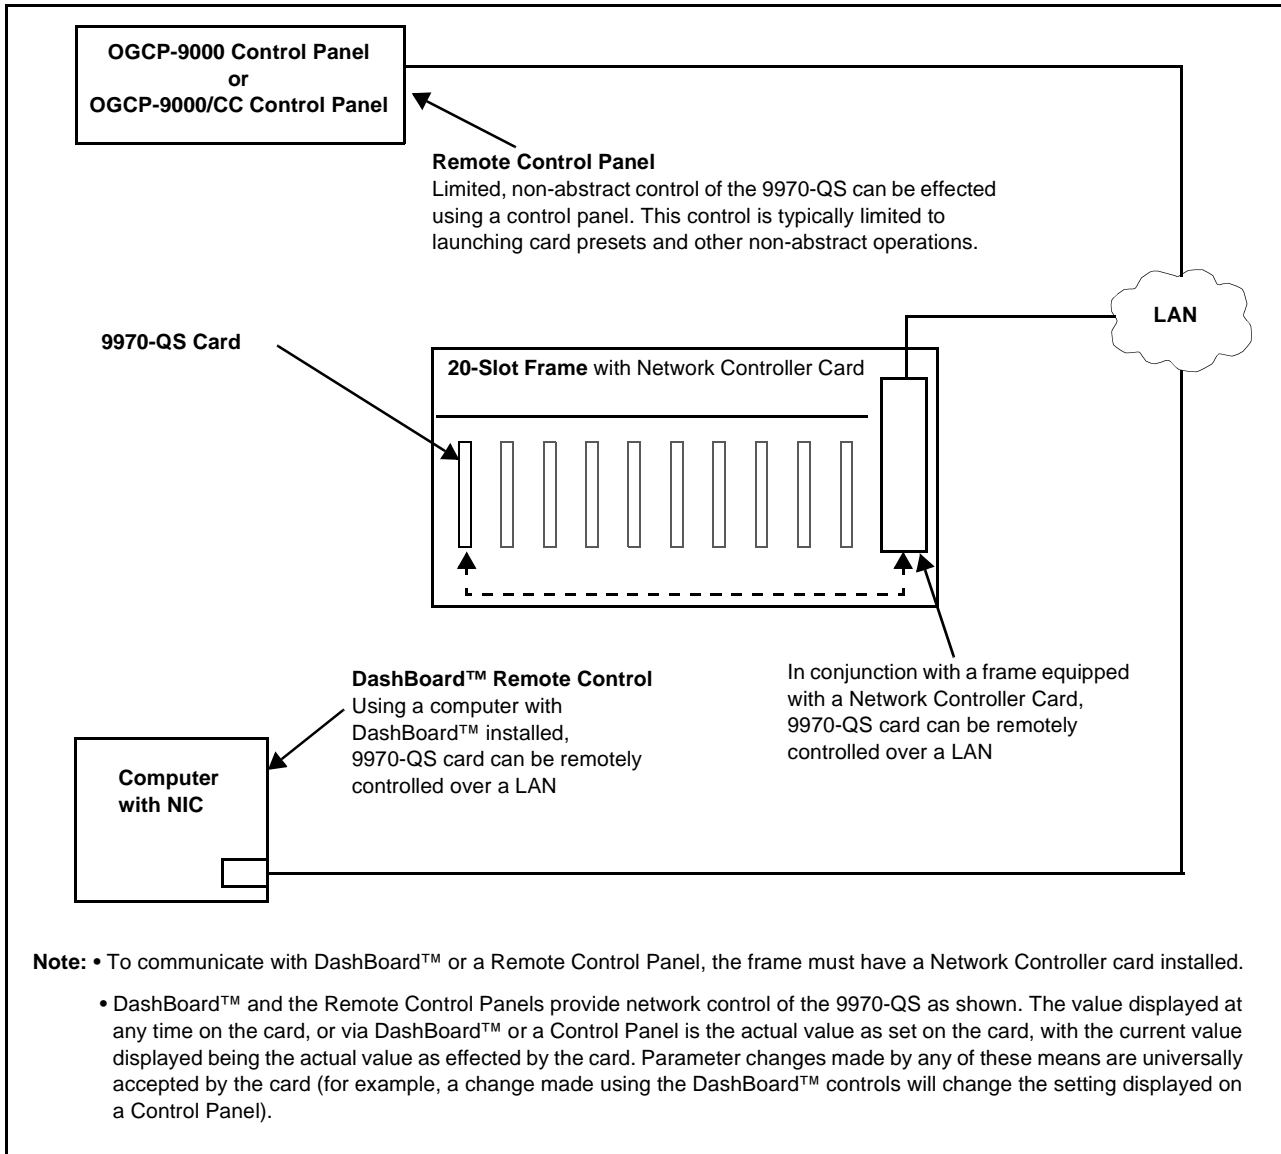 OGCP-9000 Control Panel
or
OGCP-9000/CC Control Panel
Remote Control Panel
Limited, non-abstract control of the 9970-QS can be effected
using a control panel. This control is typically limited to
launching card presets and other non-abstract operations.
LAN
9970-QS Card
20-Slot Frame with Network Controller Card
DashBoard™ Remote Control
Using a computer with
DashBoard™ installed,
9970-QS card can be remotely
controlled over a LAN
In conjunction with a frame equipped
with a Network Controller Card,
9970-QS card can be remotely
controlled over a LAN
Computer
with NIC
Note: • To communicate with DashBoard™ or a Remote Control Panel, the frame must have a Network Controller card installed.
• DashBoard™ and the Remote Control Panels provide network control of the 9970-QS as shown. The value displayed at
any time on the card, or via DashBoard™ or a Control Panel is the actual value as set on the card, with the current value
displayed being the actual value as effected by the card. Parameter changes made by any of these means are universally
accepted by the card (for example, a change made using the DashBoard™ controls will change the setting displayed on
a Control Panel).